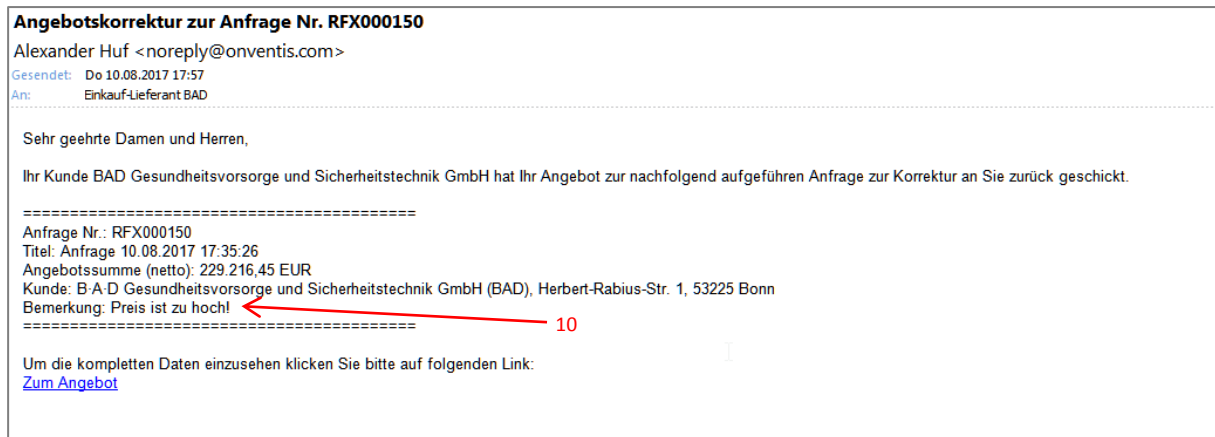 Angebotskorrektur zur Anfrage Nr. RFX000150
Alexander Huf <noreply@onventis.com>
Gesendet: Do 10.08.2017 17:57
An: Einkauf-Lieferant BAD
Sehr geehrte Damen und Herren,
Ihr Kunde BAD Gesundheitsvorsorge und Sicherheitstechnik GmbH hat Ihr Angebot zur nachfolgend aufgeführen Anfrage zur Korrektur an Sie zurück geschickt.
==========================================
Anfrage Nr.: RFX000150
Titel: Anfrage 10.08.2017 17:35:26
Angebotssumme (netto): 229.216,45 EUR
Kunde: B·A·D Gesundheitsvorsorge und Sicherheitstechnik GmbH (BAD), Herbert-Rabius-Str. 1, 53225 Bonn
Bemerkung: Preis ist zu hoch!
==========================================
10
Um die kompletten Daten einzusehen klicken Sie bitte auf folgenden Link:
Zum Angebot